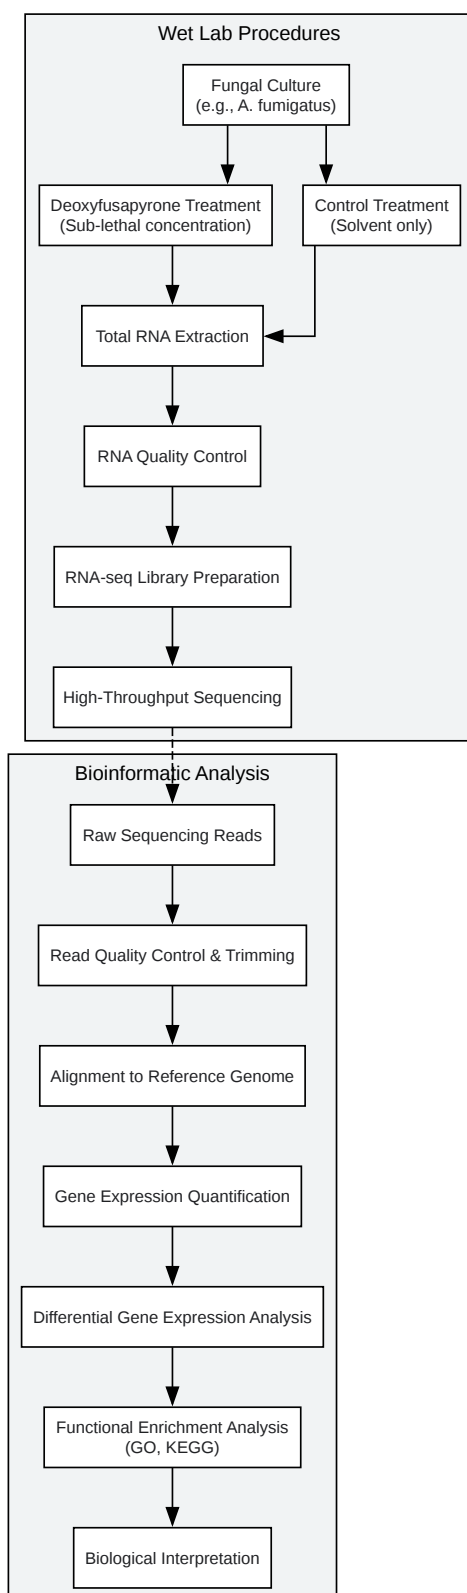 Wet Lab Procedures
Fungal Culture
(e.g., A. fumigatus)
Deoxyfusapyrone Treatment
(Sub-lethal concentration)
Control Treatment
(Solvent only)
Total RNA Extraction
RNA Quality Control
RNA-seq Library Preparation
High-Throughput Sequencing
Bioinformatic Analysis
Raw Sequencing Reads
Read Quality Control & Trimming
Alignment to Reference Genome
Gene Expression Quantification
Differential Gene Expression Analysis
Functional Enrichment Analysis
(GO, KEGG)
Biological Interpretation